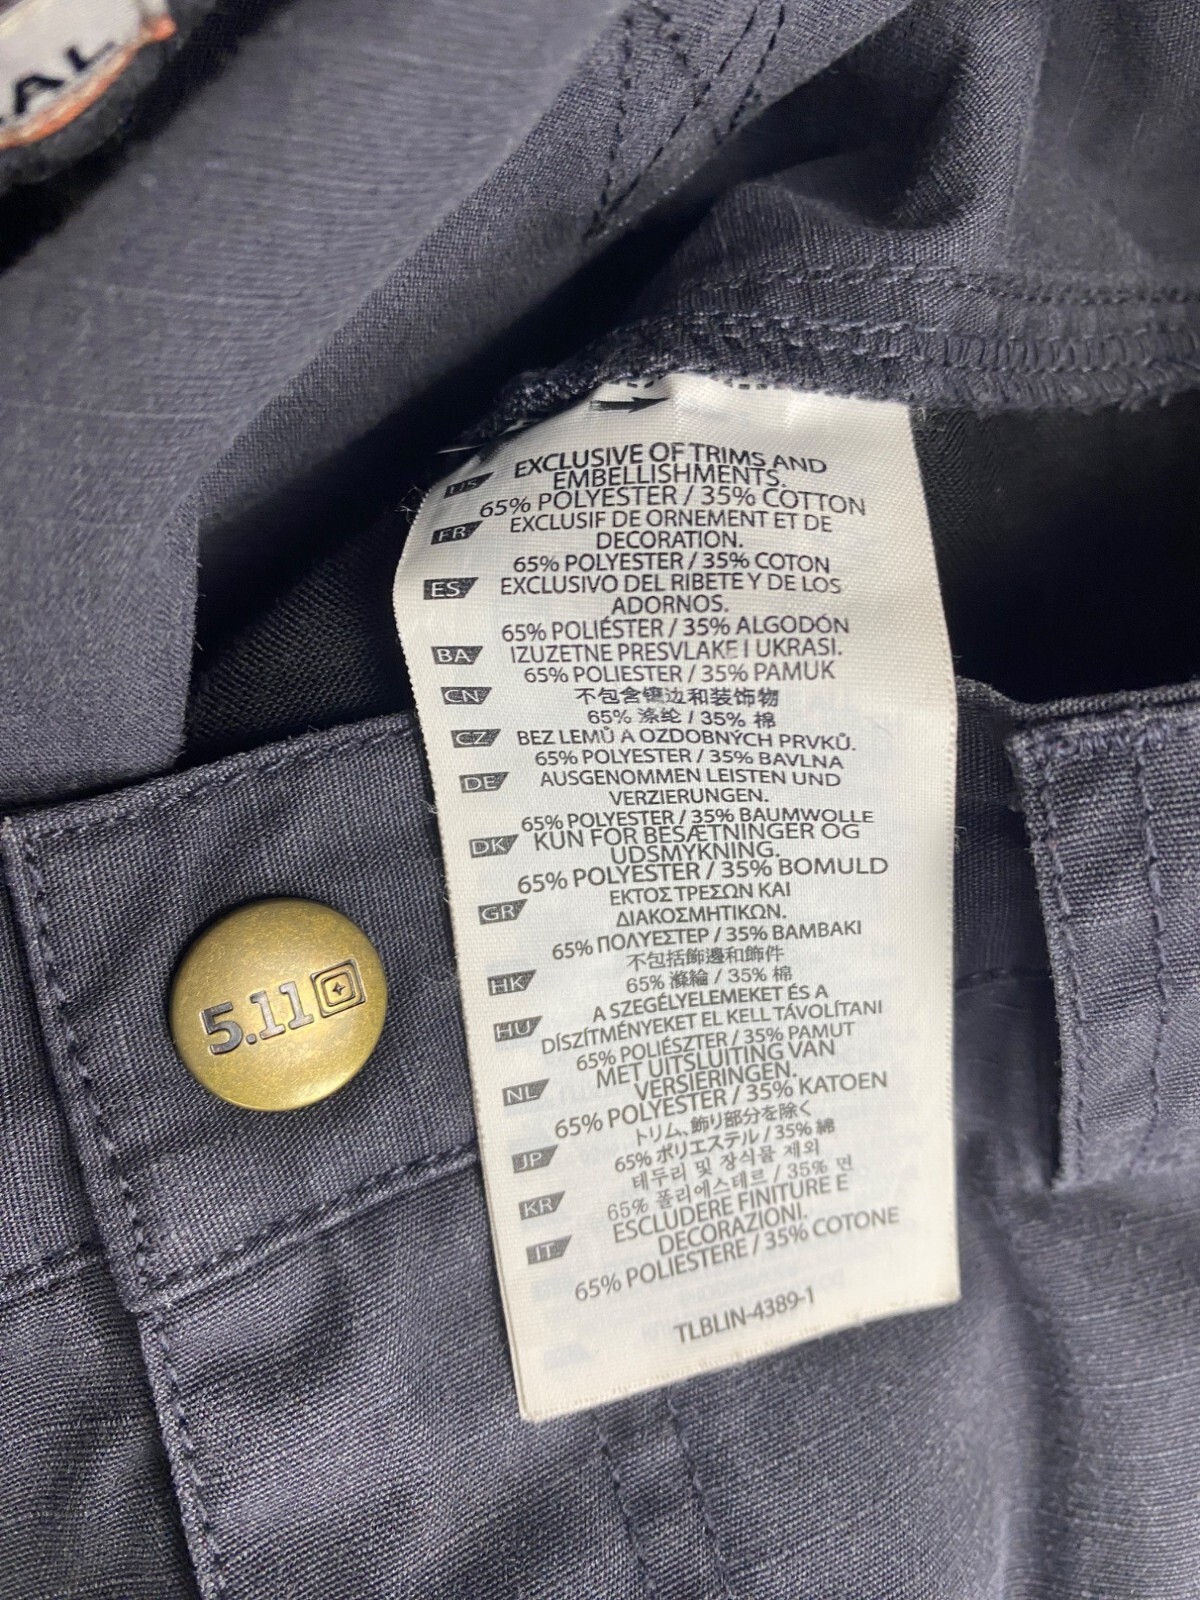 AL
US
EXCLUSIVE OF TRIMS AND
EMBELLISHMENTS.
65% POLYESTER / 35% COTTON
FR
EXCLUSIF DE ORNEMENT ET DE
DECORATION.
65% POLYESTER / 35% COTON
ES
EXCLUSIVO DEL RIBETE Y DE LOS
ADORNOS.
65% POLIÉSTER / 35% ALGODÓN
BA
IZUZETNE PRESVLAKE I UKRASI.
65% POLIESTER / 35% PAMUK
CN
不包含镶边和装饰物
65% 涤纶 / 35% 棉
CZ
BEZ LEMŮ A OZDOBNÝCH PRVKŮ.
65% POLYESTER / 35% BAVLNA
DE
AUSGENOMMEN LEISTEN UND
VERZIERUNGEN.
65% POLYESTER / 35% BAUMWOLLE
DK
KUN FOR BESÆTNINGER OG
UDSMYKNING.
65% POLYESTER / 35% BOMULD
GR
ΕΚΤΟΣ ΤΡΕΣΩΝ ΚΑΙ
ΔΙΑΚΟΣΜΗΤΙΚΩΝ.
65% ΠΟΛΥΕΣΤΕΡ / 35% ΒΑΜΒΑΚΙ
HK
不包括飾邊和飾件
65% 滌綸 / 35% 棉
HU
A SZEGÉLYELEMEKET ÉS A
DÍSZÍTMÉNYEKET EL KELL TÁVOLÍTANI
65% POLIÉSZTER / 35% PAMUT
NL
MET UITSLUITING VAN
VERSIERINGEN.
65% POLYESTER / 35% KATOEN
JP
トリム、飾り部分を除く
65% ポリエステル / 35% 綿
KR
테두리 및 장식물 제외
65% 폴리에스테르 / 35% 면
IT
ESCLUDERE FINITURE E
DECORAZIONI.
65% POLIESTERE / 35% COTONE
TLBLIN-4389-1
5.11